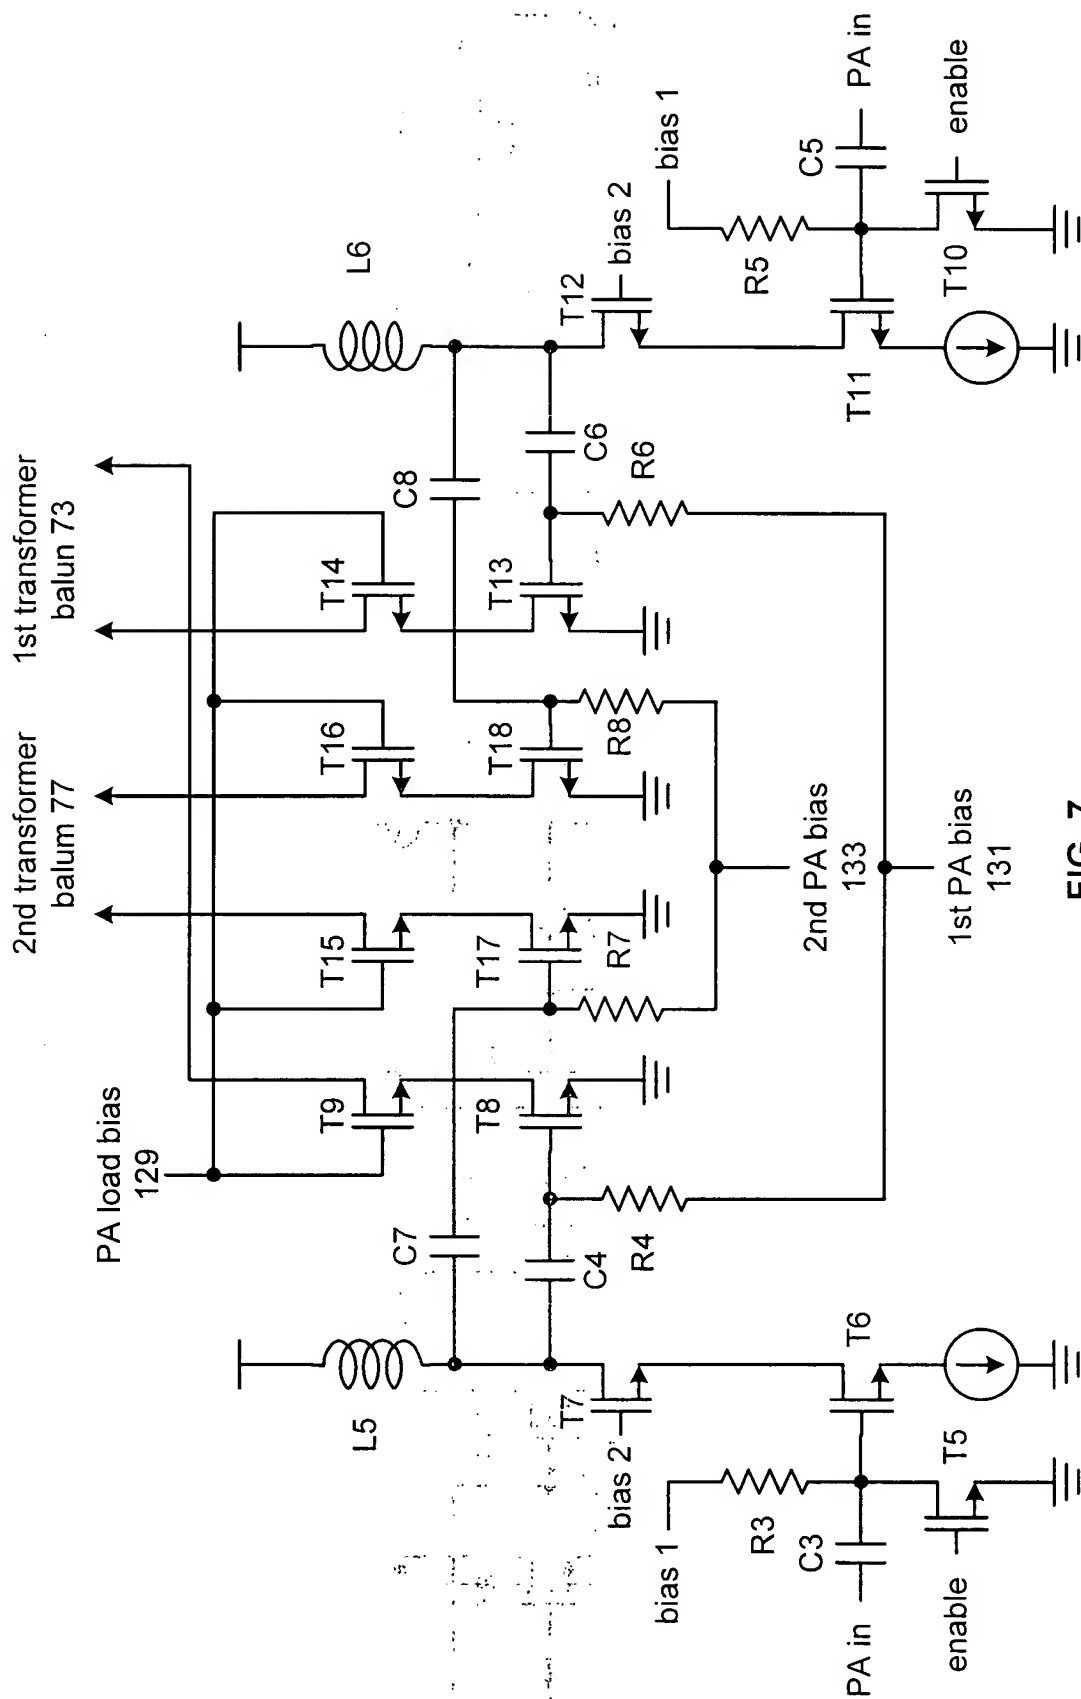 1st transformer
balun 73
2nd transformer
balum 77
PA load bias
129
L5
L6
C7
C8
T9
T15
T16
T14
T8
T17
T18
T13
C4
C6
R4
R7
R8
R6
T7
bias 2
T12
bias 2
bias 1
bias 1
R3
R5
T6
T11
C3
C5
PA in
PA in
T5
T10
enable
enable
2nd PA bias
133
1st PA bias
131